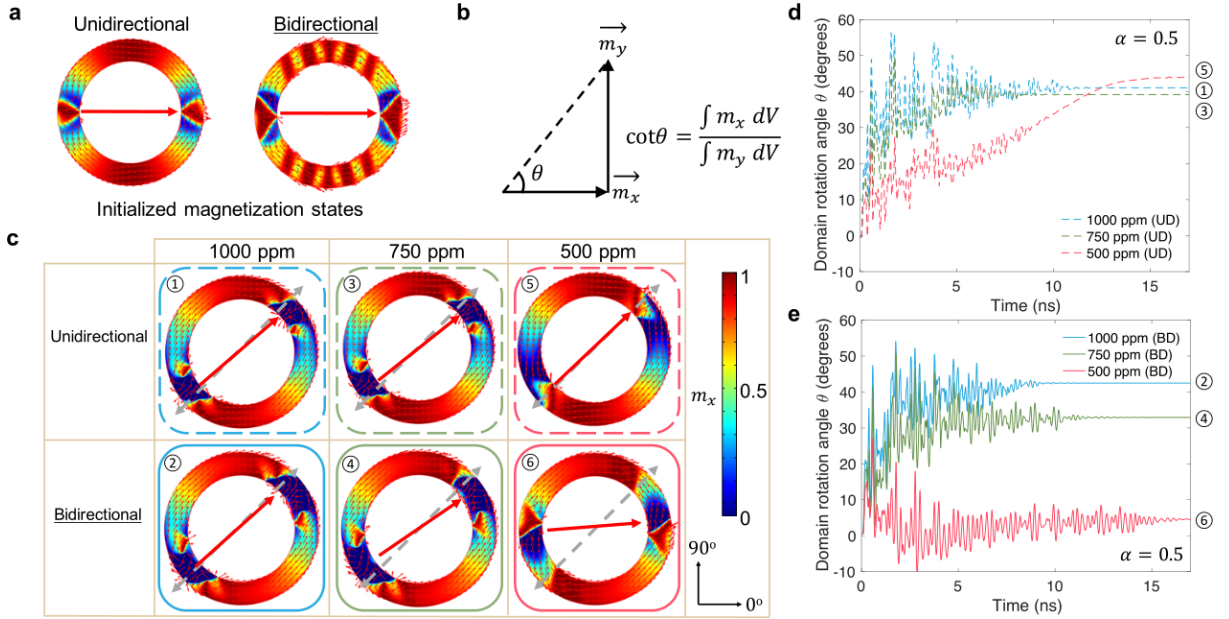 a
Unidirectional
Bidirectional
Initialized magnetization states
b
m_y
m_x
θ
cotθ = ∫ m_x dV / ∫ m_y dV
c
1000 ppm
750 ppm
500 ppm
Unidirectional
①
③
⑤
Bidirectional
②
④
⑥
m_x
1
0.5
0
90°
0°
d
Domain rotation angle θ (degrees)
60
50
40
30
20
10
0
-10
0
5
10
15
Time (ns)
α = 0.5
1000 ppm (UD)
750 ppm (UD)
500 ppm (UD)
⑤
①
③
e
Domain rotation angle θ (degrees)
60
50
40
30
20
10
0
-10
0
5
10
15
Time (ns)
1000 ppm (BD)
750 ppm (BD)
500 ppm (BD)
②
④
⑥
α = 0.5